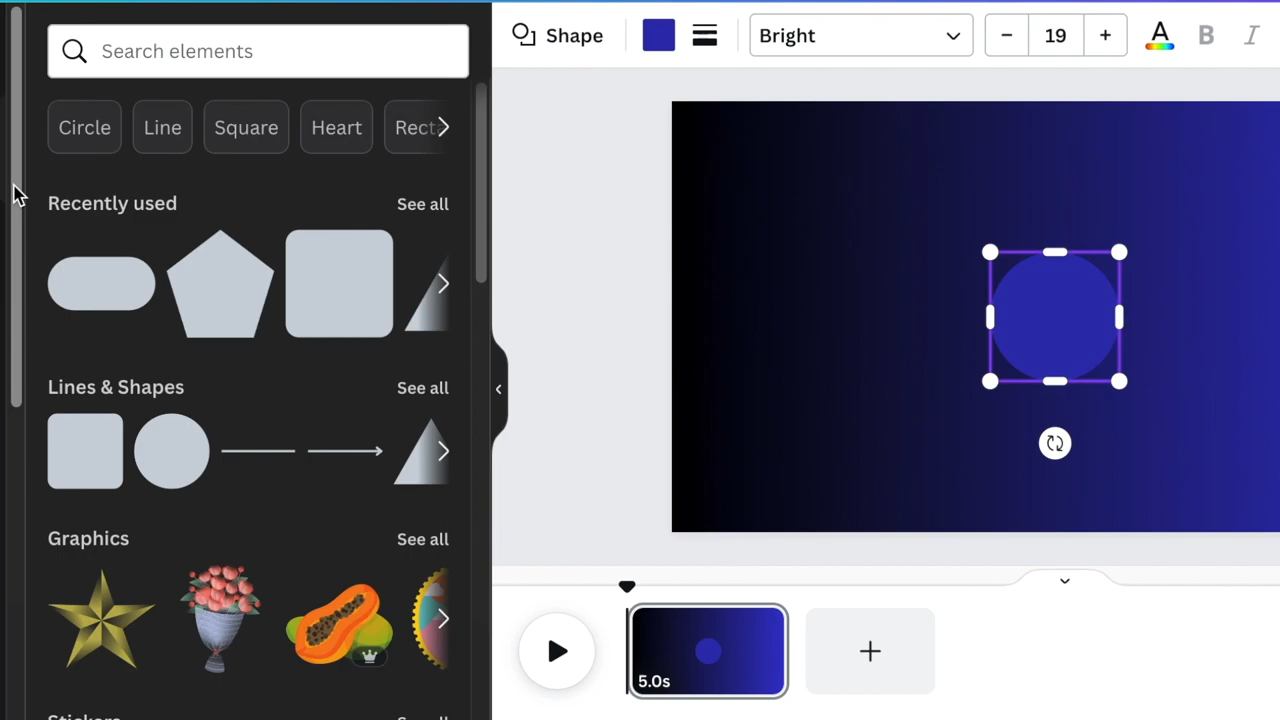 Search elements
Shape
Bright
19
A
B
I
Circle
Line
Square
Heart
Recta
Recently used
See all
Lines & Shapes
See all
Graphics
See all
5.0s